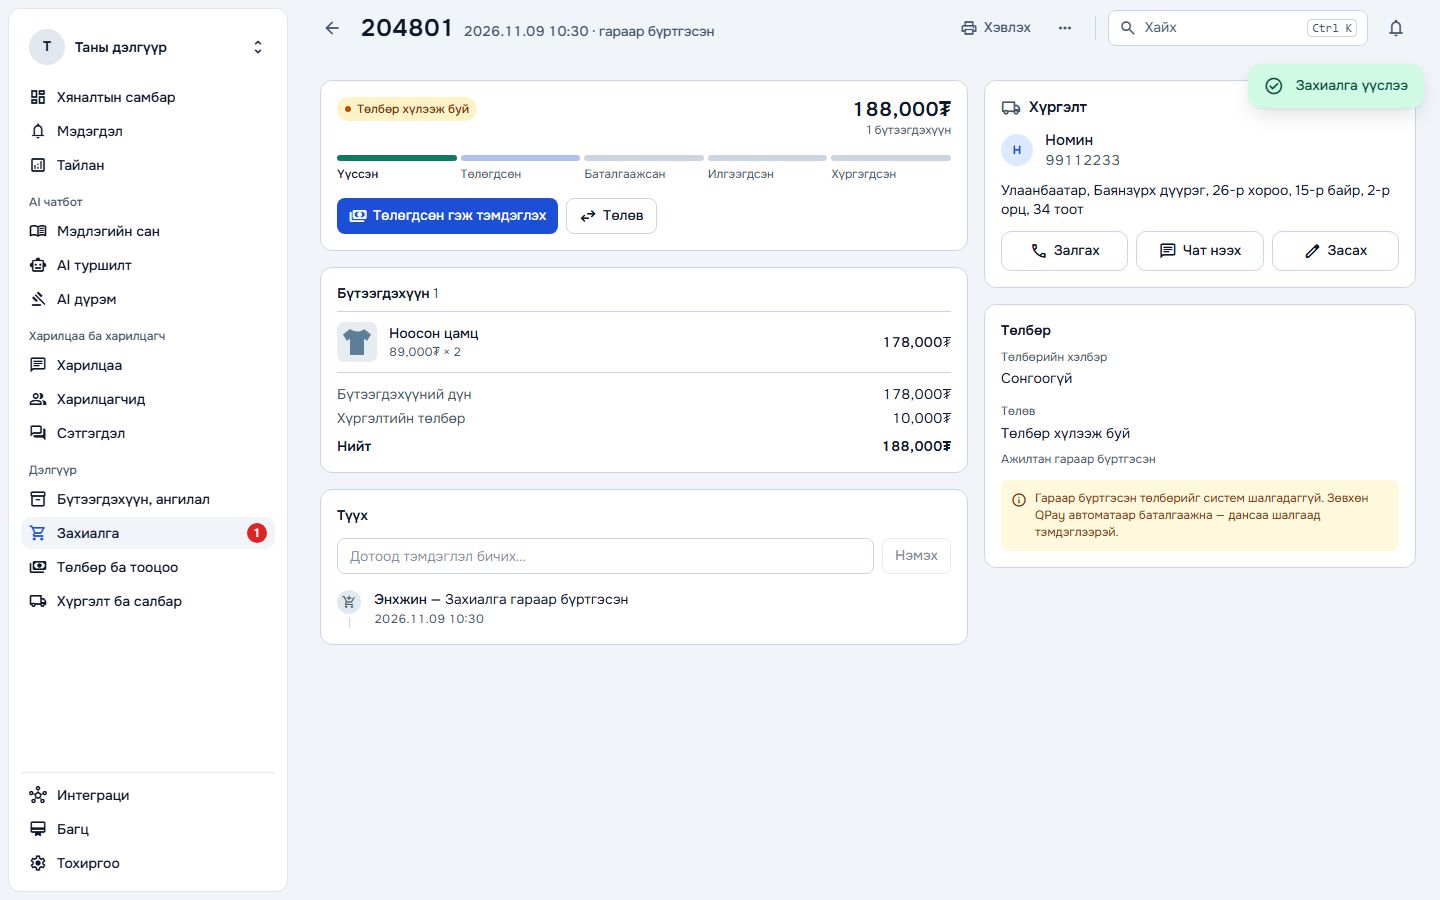 Т
Таны дэлгүүр
Хяналтын самбар
Мэдэгдэл
Тайлан
AI чатбот
Мэдлэгийн сан
AI туршилт
AI дүрэм
Харилцаа ба харилцагч
Харилцаа
Харилцагчид
Сэтгэгдэл
Дэлгүүр
Бүтээгдэхүүн, ангилал
Захиалга
1
Төлбөр ба тооцоо
Хүргэлт ба салбар
Интеграци
Багц
Тохиргоо
204801 2026.11.09 10:30 · гараар бүртгэсэн
Хэвлэх
Хайх
Ctrl K
Захиалга үүслээ
Төлбөр хүлээж буй
188,000₮
1 бүтээгдэхүүн
Үүссэн
Төлөгдсөн
Баталгаажсан
Илгээгдсэн
Хүргэгдсэн
Төлөгдсөн гэж тэмдэглэх
Төлөв
Бүтээгдэхүүн 1
Ноосон цамц
89,000₮ × 2
178,000₮
Бүтээгдэхүүний дүн
178,000₮
Хүргэлтийн төлбөр
10,000₮
Нийт
188,000₮
Түүх
Дотоод тэмдэглэл бичих...
Нэмэх
Энхжин — Захиалга гараар бүртгэсэн
2026.11.09 10:30
Хүргэлт
Н
Номин
99112233
Улаанбаатар, Баянзүрх дүүрэг, 26-р хороо, 15-р байр, 2-р
орц, 34 тоот
Залгах
Чат нээх
Засах
Төлбөр
Төлбөрийн хэлбэр
Сонгоогүй
Төлөв
Төлбөр хүлээж буй
Ажилтан гараар бүртгэсэн
Гараар бүртгэсэн төлбөрийг систем шалгадаггүй. Зөвхөн
QPay автоматаар баталгаажна — дансаа шалгаад
тэмдэглээрэй.